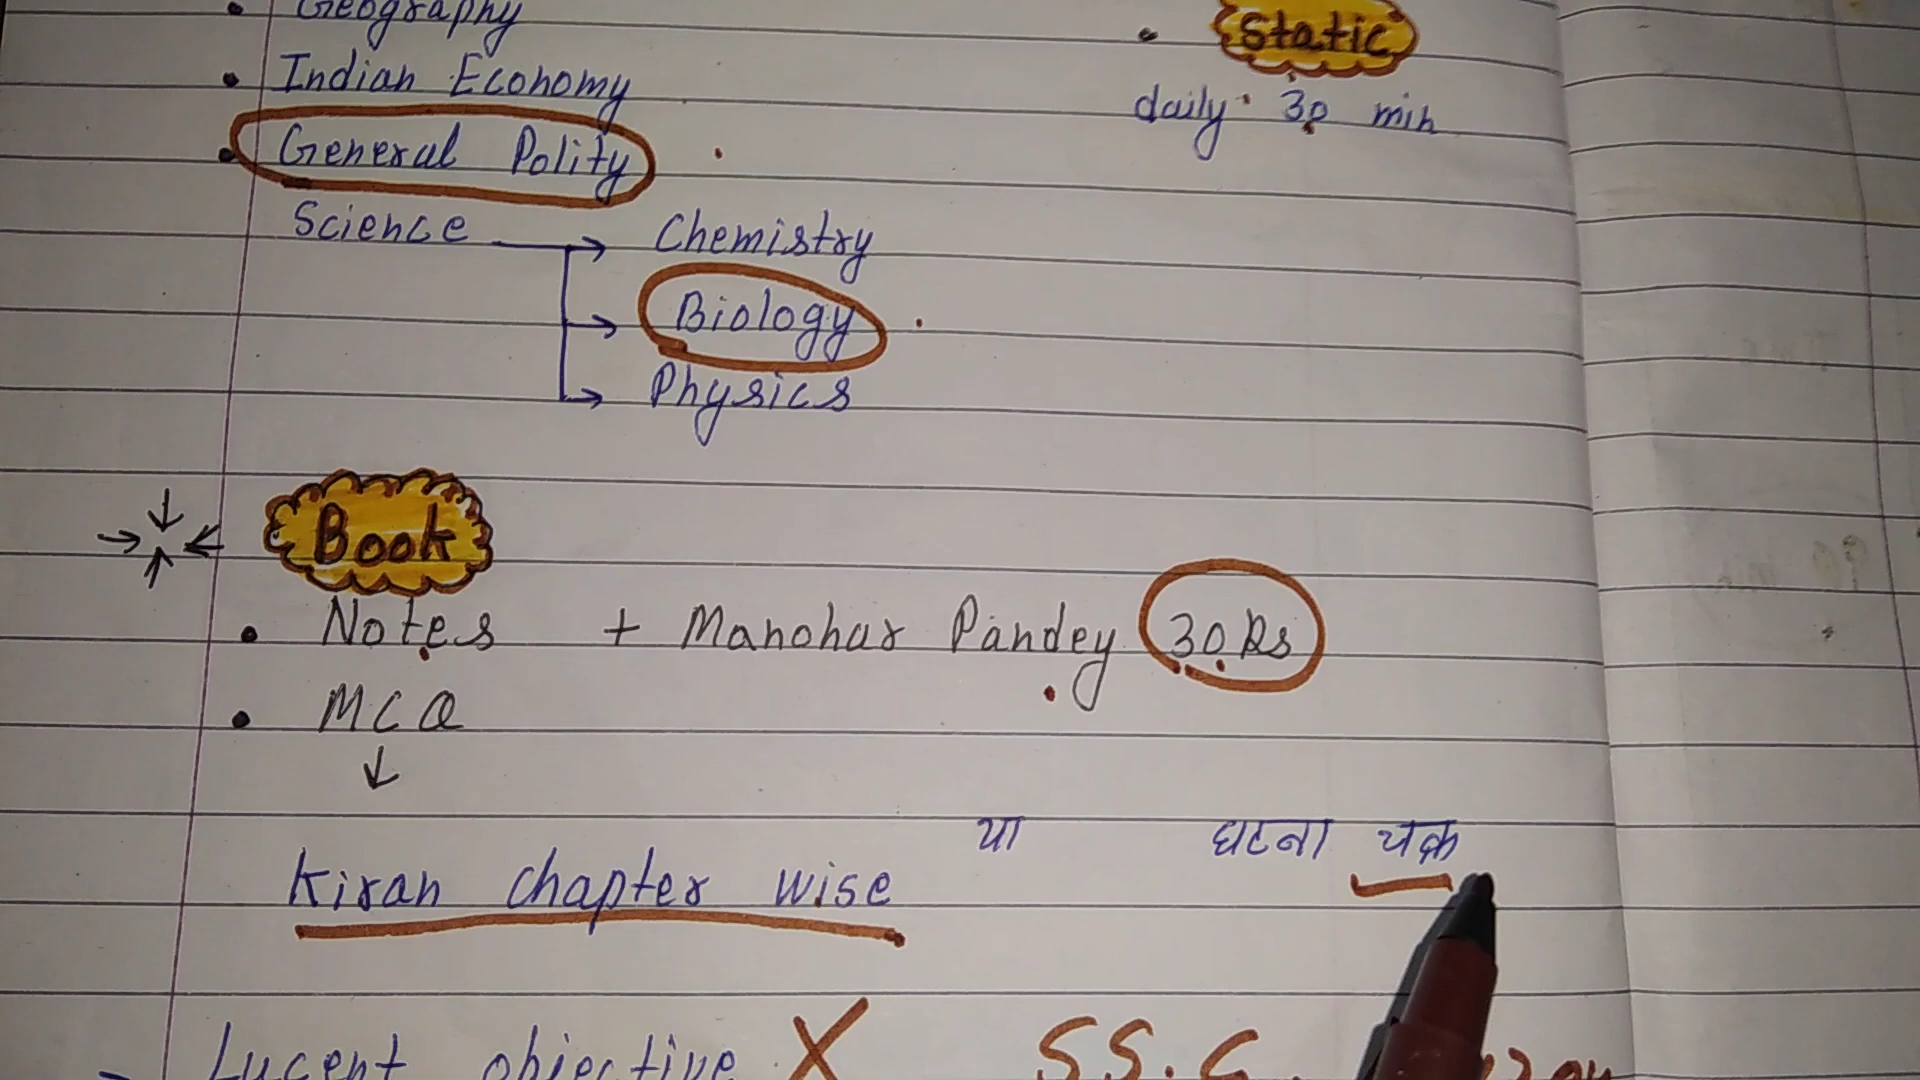 Geography
Static
Indian Economy
daily 30 min
General Polity
Science → Chemistry
→ Biology
→ Physics
Book
Notes + Manohar Pandey 30 Rs
MCQ
↓
या घटना चक्र
Kiran chapter wise
Lucent objective X S.S.C.